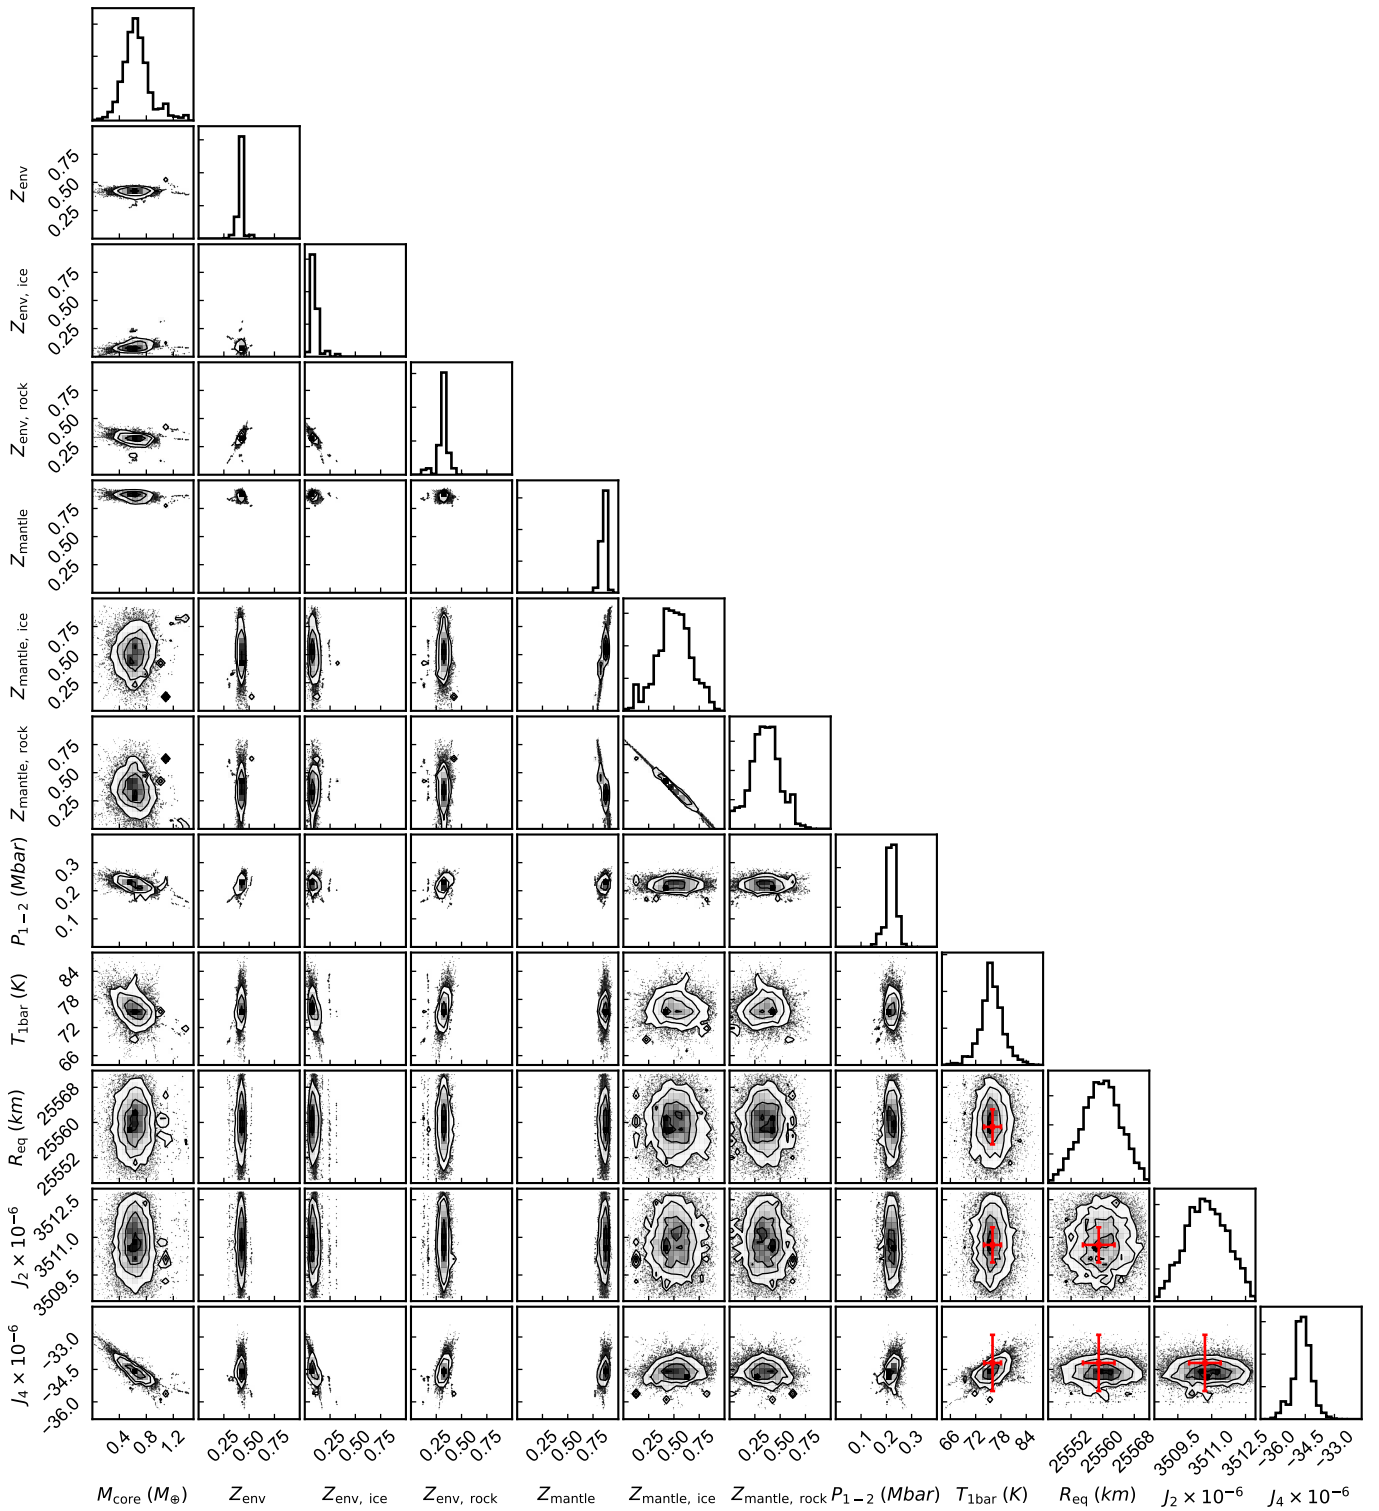 Z_env
0.75
0.50
0.25
Z_env, ice
0.75
0.50
0.25
Z_env, rock
0.75
0.50
0.25
Z_mantle
0.75
0.50
0.25
Z_mantle, ice
0.75
0.50
0.25
Z_mantle, rock
0.75
0.50
0.25
P_1−2 (Mbar)
0.3
0.2
0.1
T_1bar (K)
84
78
72
66
R_eq (km)
25568
25560
25552
J_2 × 10^−6
3512.5
3511.0
3509.5
J_4 × 10^−6
−33.0
−34.5
−36.0
0.4 0.8 1.2
0.25 0.50 0.75
0.25 0.50 0.75
0.25 0.50 0.75
0.25 0.50 0.75
0.25 0.50 0.75
0.25 0.50 0.75
0.1 0.2 0.3
66 72 78 84
25552 25560 25568
3509.5 3511.0 3512.5
−36.0 −34.5 −33.0
M_core (M_⊕) Z_env Z_env, ice Z_env, rock Z_mantle Z_mantle, ice Z_mantle, rock P_1−2 (Mbar) T_1bar (K) R_eq (km) J_2 × 10^−6 J_4 × 10^−6